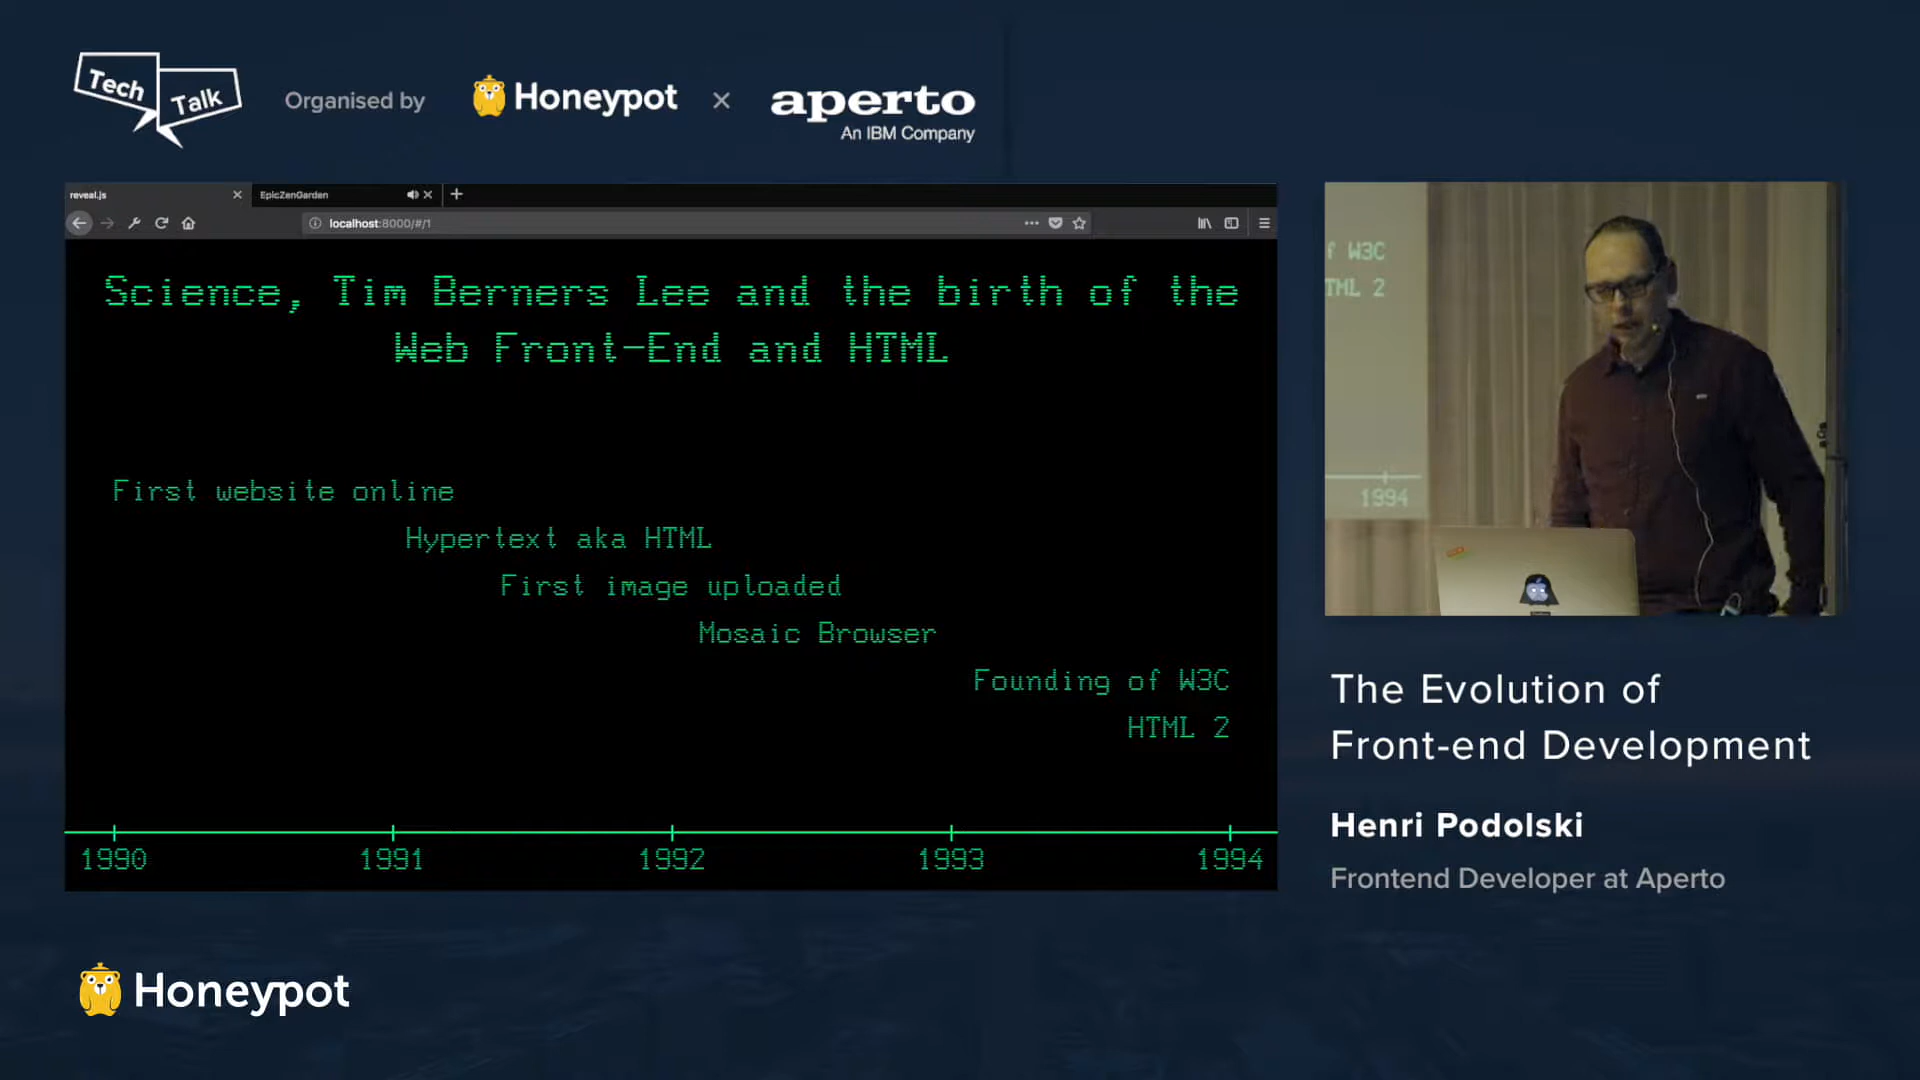 Tech
Talk
Organised by
Honeypot
×
aperto
An IBM Company
reveal.js
EpicZenGarden
localhost:8000/#/1
Science, Tim Berners Lee and the birth of the
Web Front-End and HTML
First website online
Hypertext aka HTML
First image uploaded
Mosaic Browser
Founding of W3C
HTML 2
1990
1991
1992
1993
1994
f W3C
TML 2
1994
The Evolution of
Front-end Development
Henri Podolski
Frontend Developer at Aperto
Honeypot